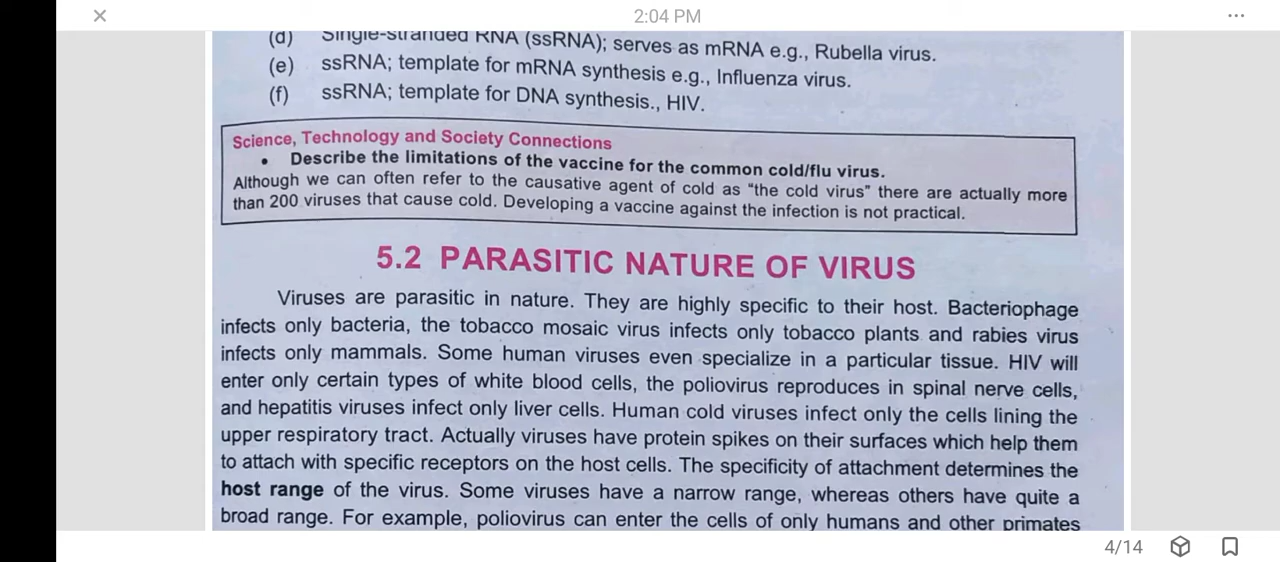 2:04 PM
(d) Single-stranded RNA (ssRNA); serves as mRNA e.g., Rubella virus.
(e) ssRNA; template for mRNA synthesis e.g., Influenza virus.
(f) ssRNA; template for DNA synthesis., HIV.
Science, Technology and Society Connections
• Describe the limitations of the vaccine for the common cold/flu virus.
Although we can often refer to the causative agent of cold as "the cold virus" there are actually more
than 200 viruses that cause cold. Developing a vaccine against the infection is not practical.
5.2 PARASITIC NATURE OF VIRUS
Viruses are parasitic in nature. They are highly specific to their host. Bacteriophage
infects only bacteria, the tobacco mosaic virus infects only tobacco plants and rabies virus
infects only mammals. Some human viruses even specialize in a particular tissue. HIV will
enter only certain types of white blood cells, the poliovirus reproduces in spinal nerve cells,
and hepatitis viruses infect only liver cells. Human cold viruses infect only the cells lining the
upper respiratory tract. Actually viruses have protein spikes on their surfaces which help them
to attach with specific receptors on the host cells. The specificity of attachment determines the
host range of the virus. Some viruses have a narrow range, whereas others have quite a
broad range. For example, poliovirus can enter the cells of only humans and other primates
4/14